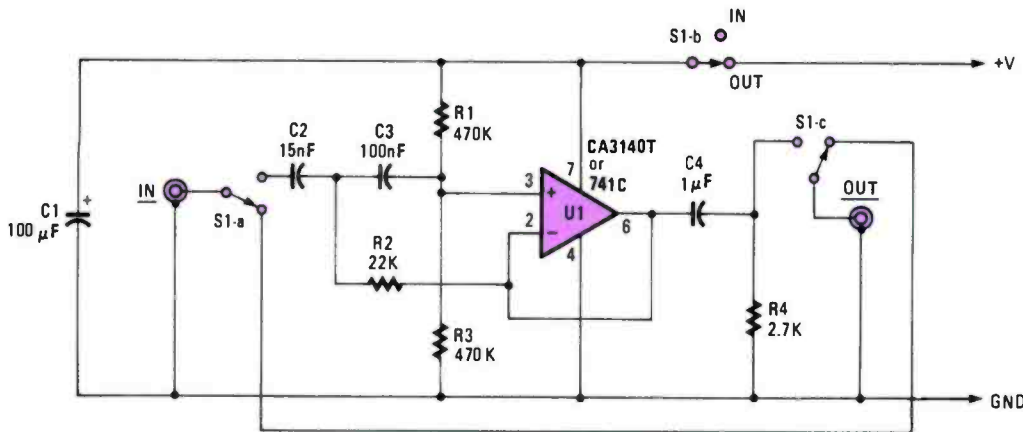 IN
S1-b
OUT
+V
R1
470K
C2
15nF
C3
100nF
CA3140T
or
741C
S1-c
C4
1µF
IN
S1-a
C1
100 µF
+
7
3
+
U1
2
−
6
4
OUT
R2
22K
R3
470K
R4
2.7K
GND